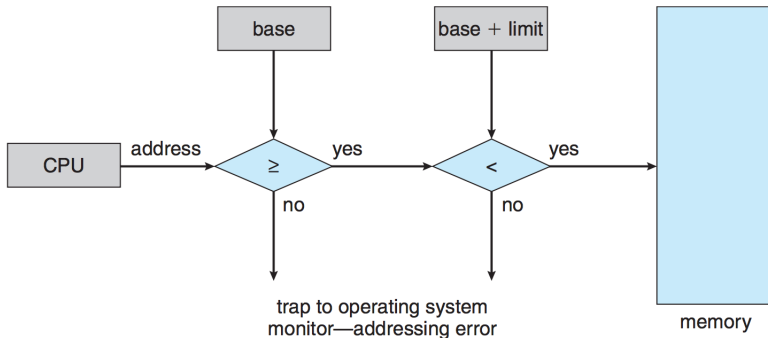 base
base + limit
CPU
address
≥
yes
<
yes
no
no
trap to operating system
monitor—addressing error
memory